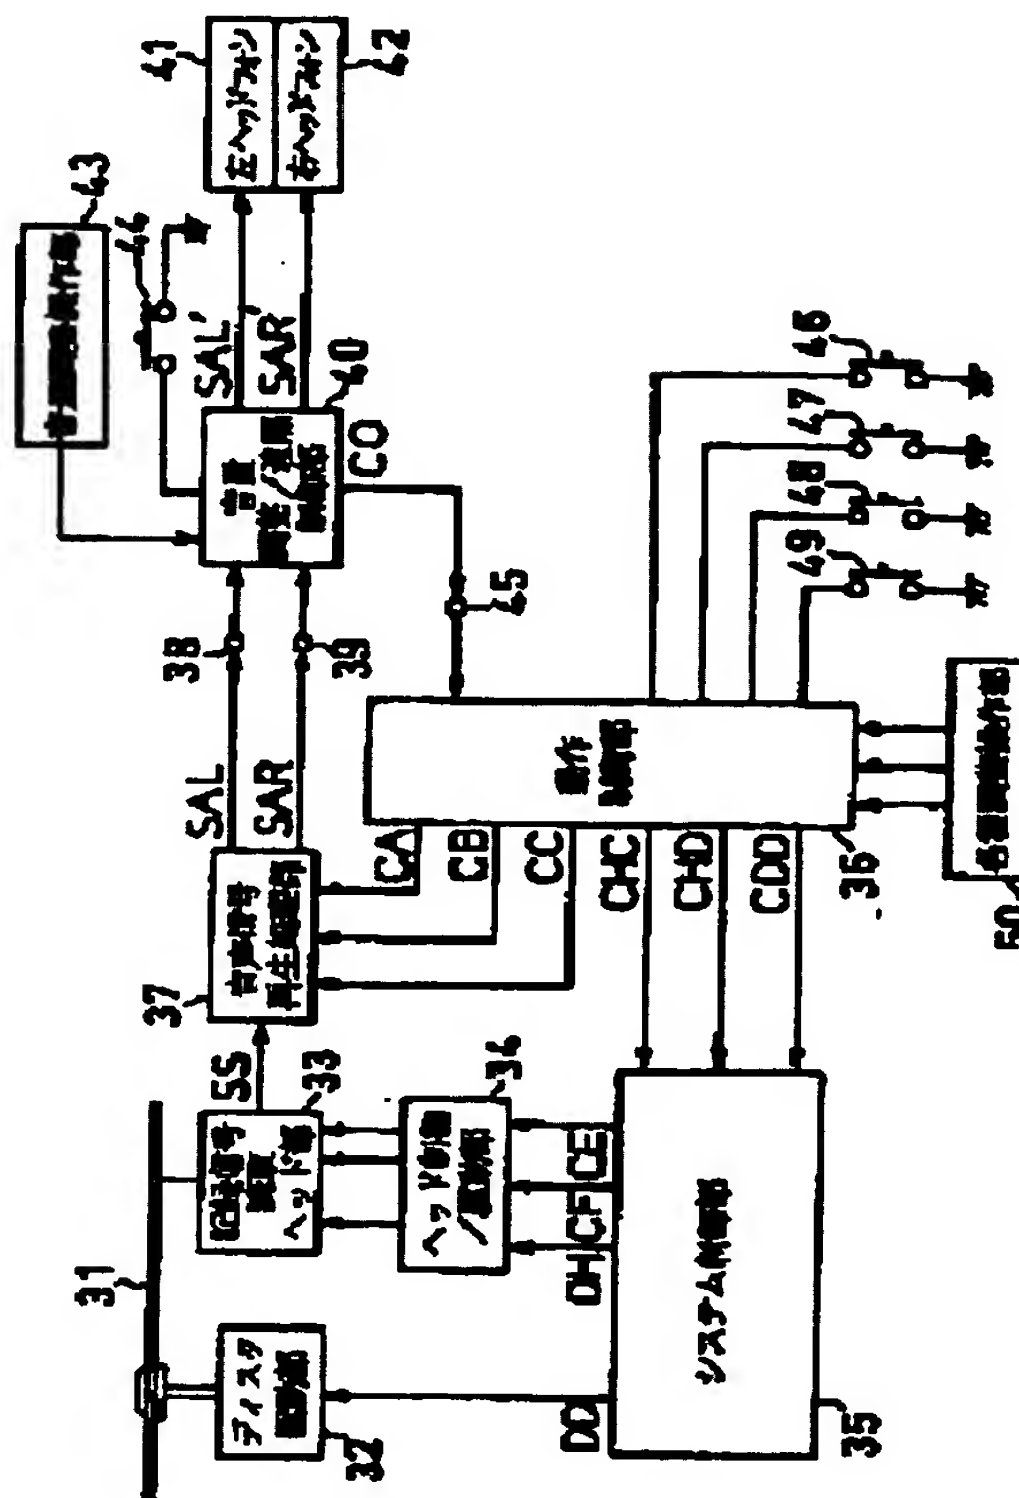 31
ディスク
駆動部
32
記録信号
読取
ヘッド部
33
SS
ヘッド制御
／駆動部
34
DD
DH
CF
CE
システム制御部
35
音声信号
再生処理部
37
SAL
SAR
CA
CB
CC
CHC
CHD
CDD
動作
制御部
36
38
39
45
音量
調整／遮断
制御部
40
CO
SAL'
SAR'
43
44
左ヘッドフォン
41
右ヘッドフォン
42
46
47
48
49
50